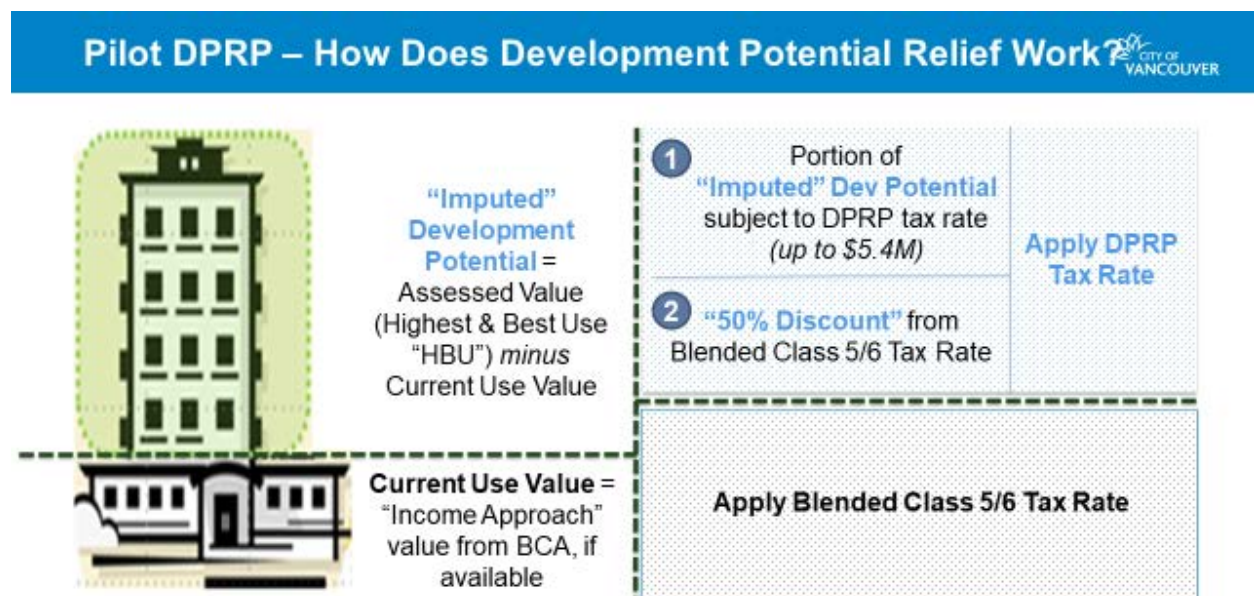 Pilot DPRP – How Does Development Potential Relief Work?
CITY OF
VANCOUVER
“Imputed”
Development
Potential =
Assessed Value
(Highest & Best Use
“HBU”) minus
Current Use Value
1
Portion of
“Imputed” Dev Potential
subject to DPRP tax rate
(up to $5.4M)
2
“50% Discount” from
Blended Class 5/6 Tax Rate
Apply DPRP
Tax Rate
Current Use Value =
“Income Approach”
value from BCA, if
available
Apply Blended Class 5/6 Tax Rate